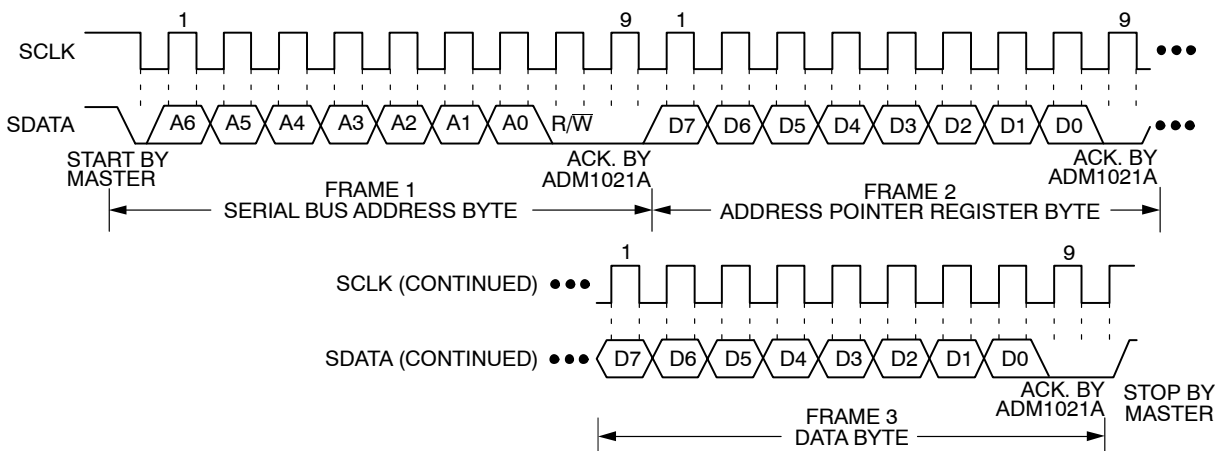 1 9 1 9
SCLK •••
SDATA A6 A5 A4 A3 A2 A1 A0 R/W̅ D7 D6 D5 D4 D3 D2 D1 D0 •••
START BY MASTER
ACK. BY ADM1021A
ACK. BY ADM1021A
FRAME 1
SERIAL BUS ADDRESS BYTE
FRAME 2
ADDRESS POINTER REGISTER BYTE
1 9
SCLK (CONTINUED) •••
SDATA (CONTINUED) ••• D7 D6 D5 D4 D3 D2 D1 D0
ACK. BY ADM1021A
STOP BY MASTER
FRAME 3
DATA BYTE